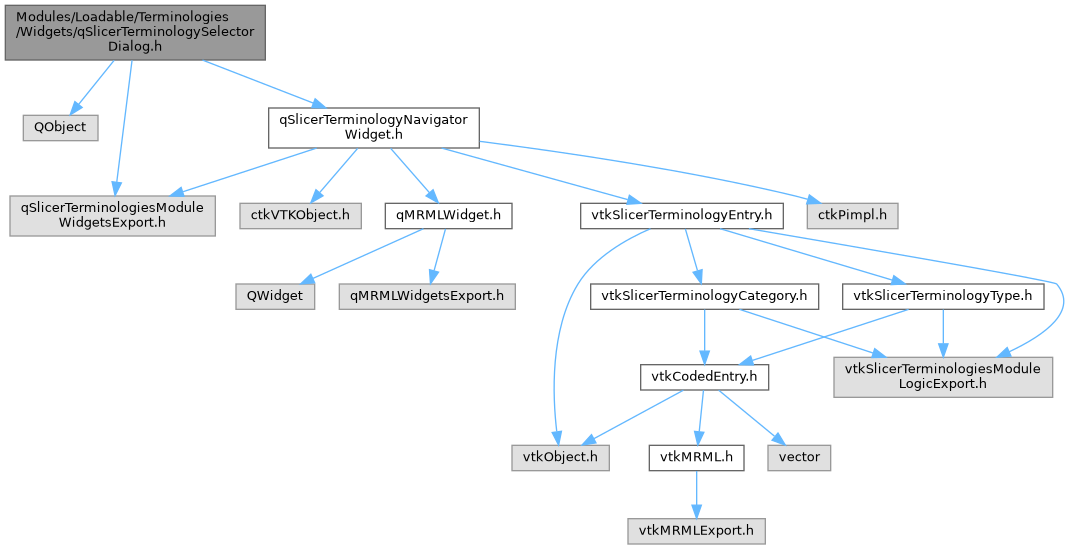 Modules/Loadable/Terminologies
/Widgets/qSlicerTerminologySelector
Dialog.h
QObject
qSlicerTerminologyNavigator
Widget.h
qSlicerTerminologiesModule
WidgetsExport.h
ctkVTKObject.h
qMRMLWidget.h
vtkSlicerTerminologyEntry.h
ctkPimpl.h
QWidget
qMRMLWidgetsExport.h
vtkSlicerTerminologyCategory.h
vtkSlicerTerminologyType.h
vtkCodedEntry.h
vtkSlicerTerminologiesModule
LogicExport.h
vtkObject.h
vtkMRML.h
vector
vtkMRMLExport.h